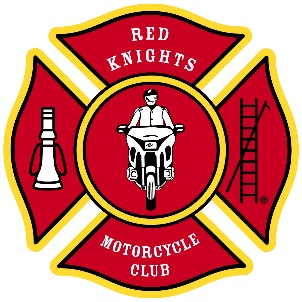 RED
KNIGHTS
®
MOTORCYCLE
CLUB